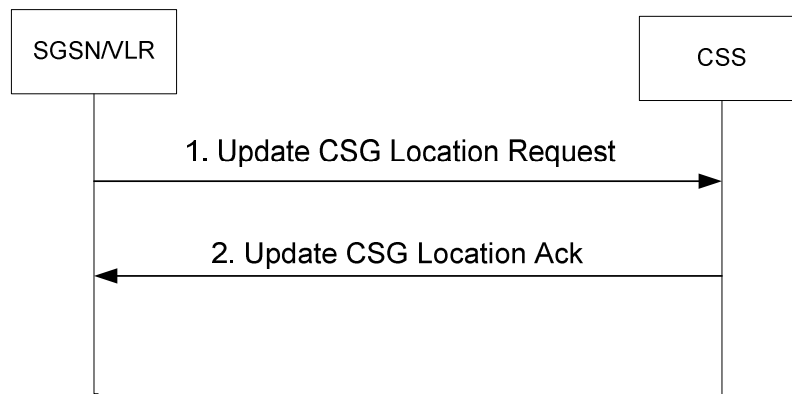 SGSN/VLR
CSS
1. Update CSG Location Request
2. Update CSG Location Ack